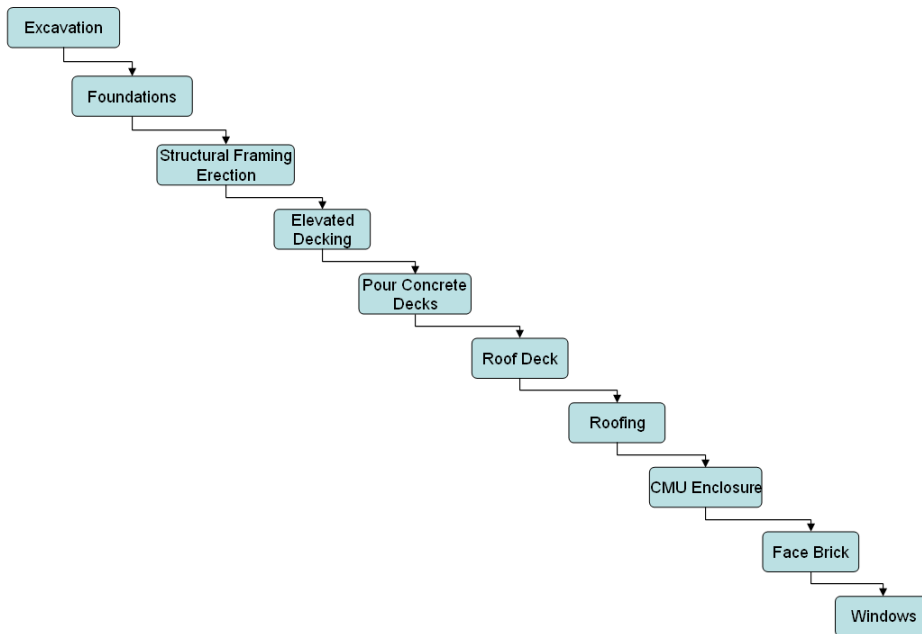 Excavation
Foundations
Structural Framing
Erection
Elevated
Decking
Pour Concrete
Decks
Roof Deck
Roofing
CMU Enclosure
Face Brick
Windows